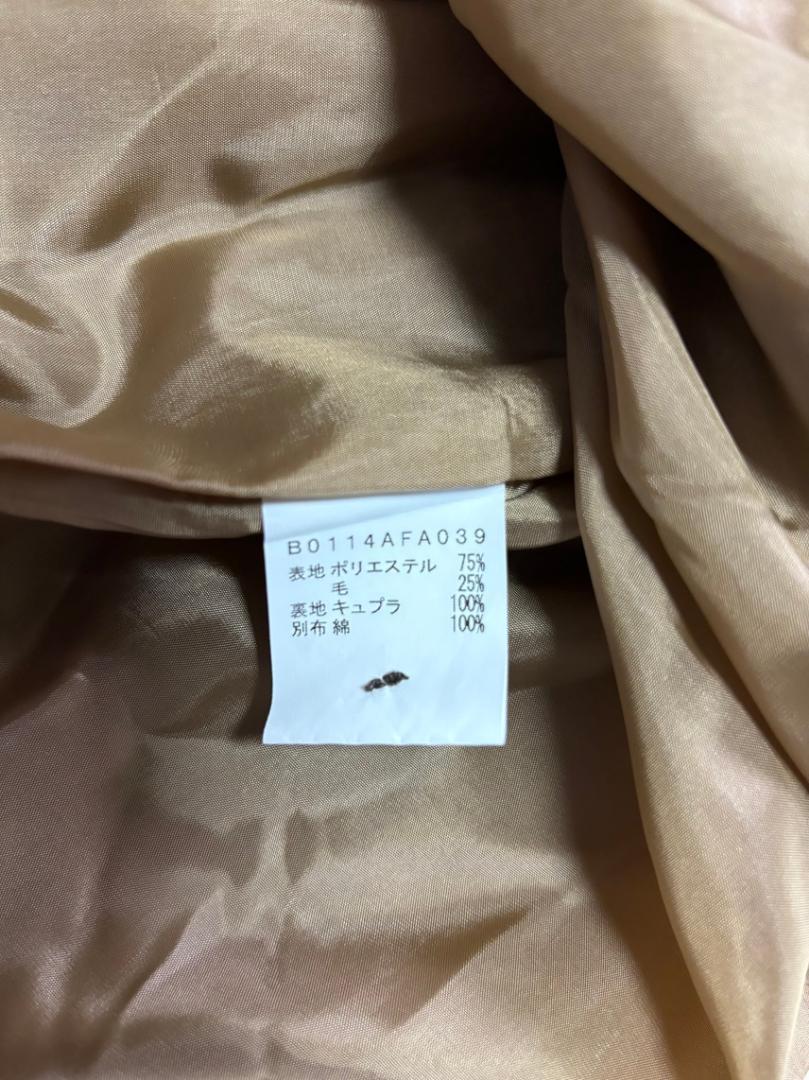 B0114AFA039
表地 ポリエステル 75%
毛 25%
裏地 キュプラ 100%
別布 綿 100%